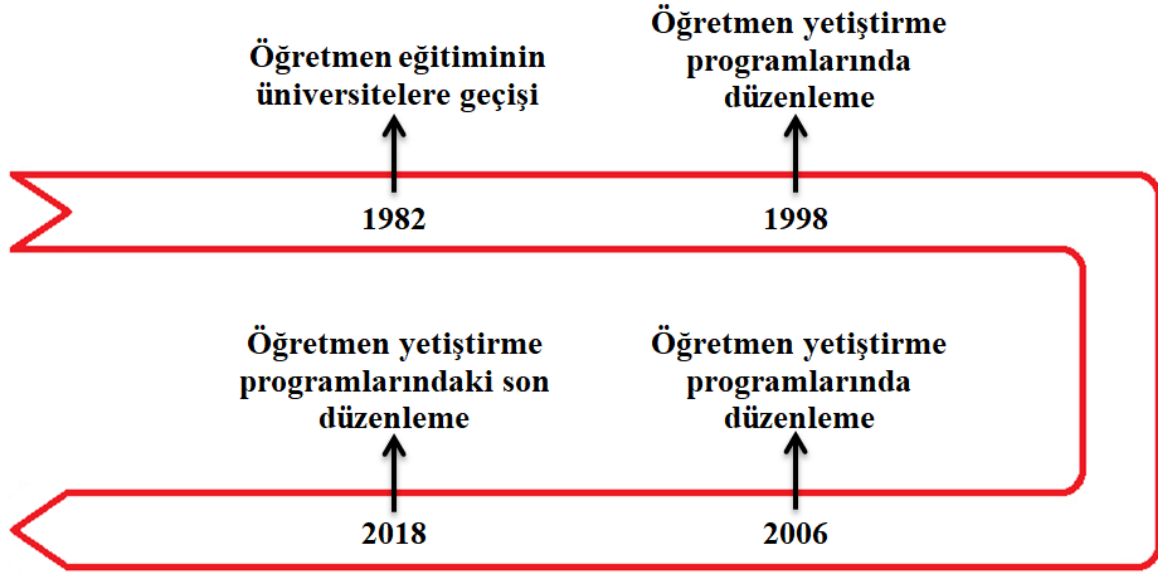 Öğretmen eğitiminin
üniversitelere geçişi
1982
Öğretmen yetiştirme
programlarında
düzenleme
1998
Öğretmen yetiştirme
programlarında
düzenleme
2006
Öğretmen yetiştirme
programlarındaki son
düzenleme
2018